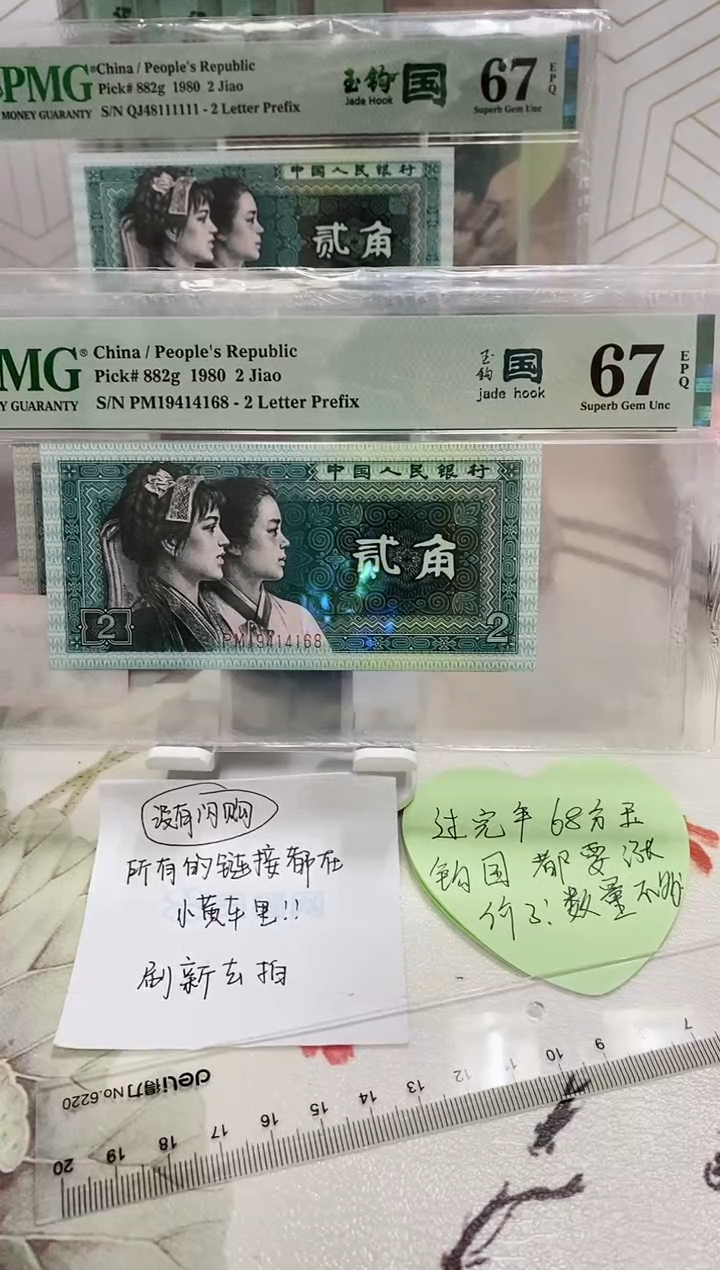 PMG
China / People's Republic
Pick# 882g 1980 2 Jiao
MONEY GUARANTY
S/N QJ48111111 - 2 Letter Prefix
玉钩
Jade Hook
国
67
EPQ
Superb Gem Unc
中国人民银行
贰角
MG
China / People's Republic
Pick# 882g 1980 2 Jiao
Y GUARANTY
S/N PM19414168 - 2 Letter Prefix
玉钩
国
jade hook
67
EPQ
Superb Gem Unc
中国人民银行
贰角
2
PM19414168
2
没有闪购
所有的链接都在
小黄车里!!
刷新去拍
过完年 68分玉
钩国 都要涨
价了! 数量不多
deli得力 No.6220
20 19 18 17 16 15 14 13 12 11 10 9 8 7